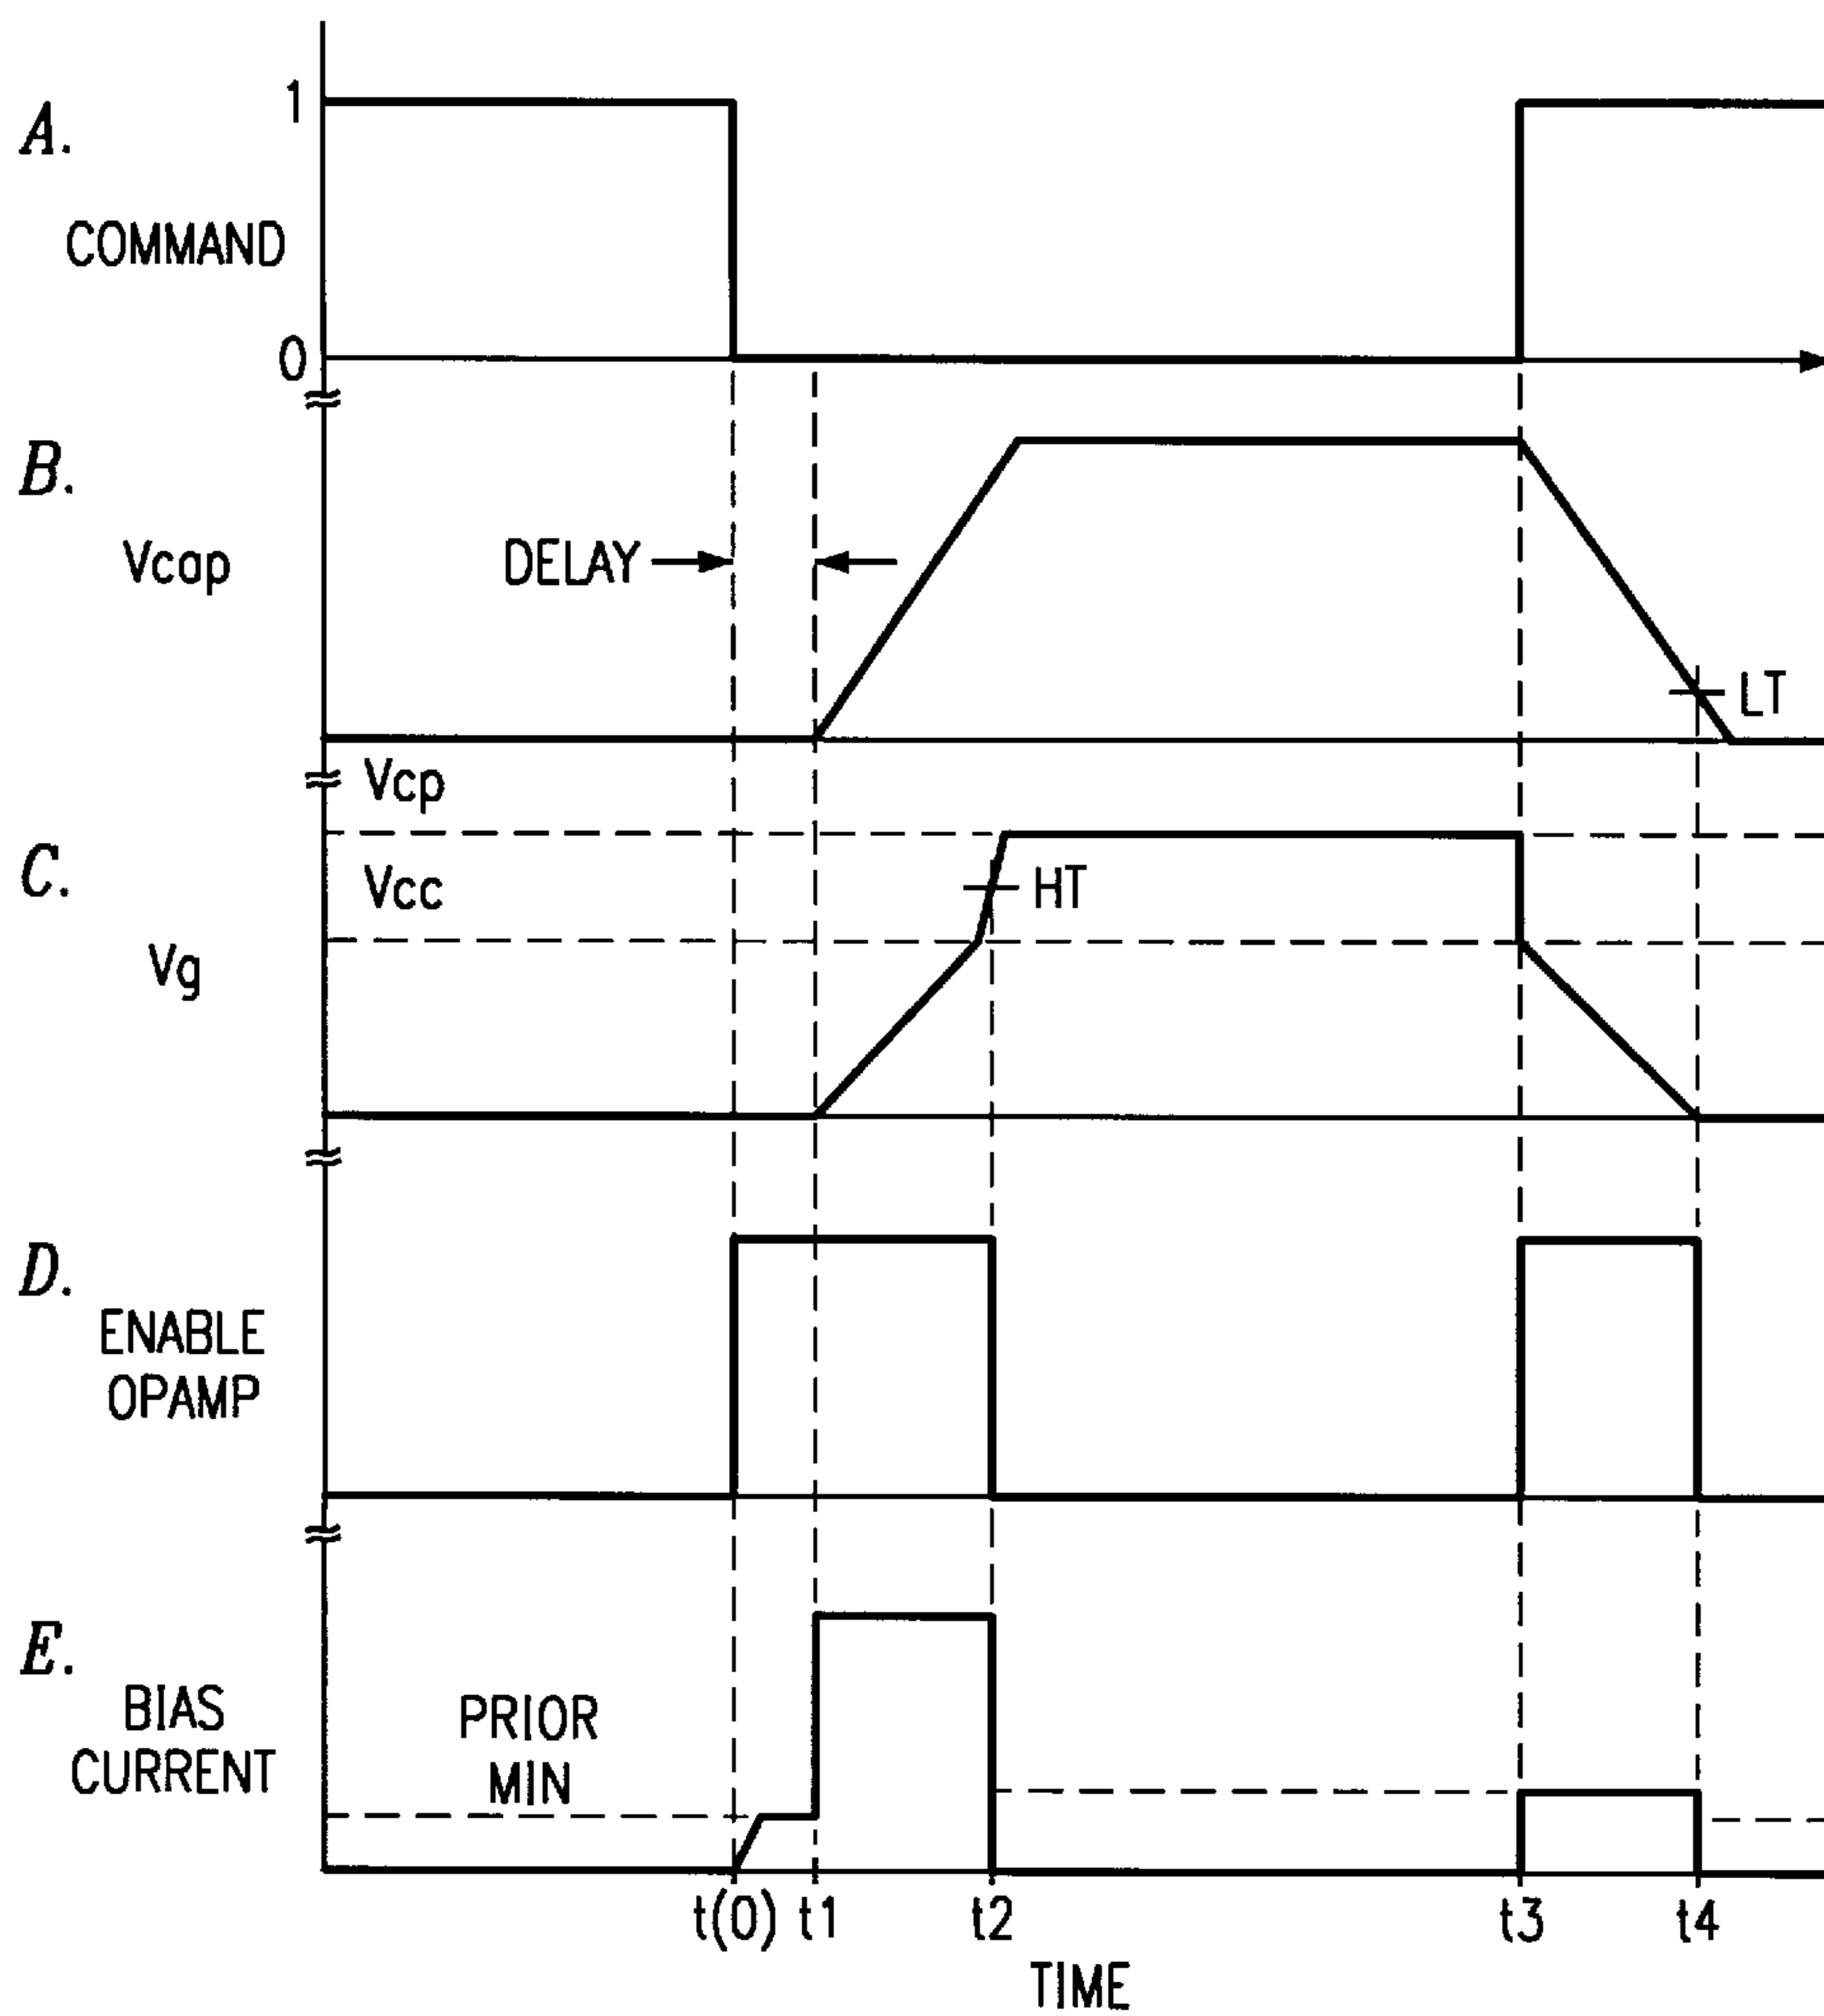 1
A.
COMMAND
0
B.
Vcap
DELAY
LT
Vcp
C.
Vcc
HT
Vg
D.
ENABLE
OPAMP
E.
BIAS
CURRENT
PRIOR
MIN
t(0) t1 t2 t3 t4
TIME